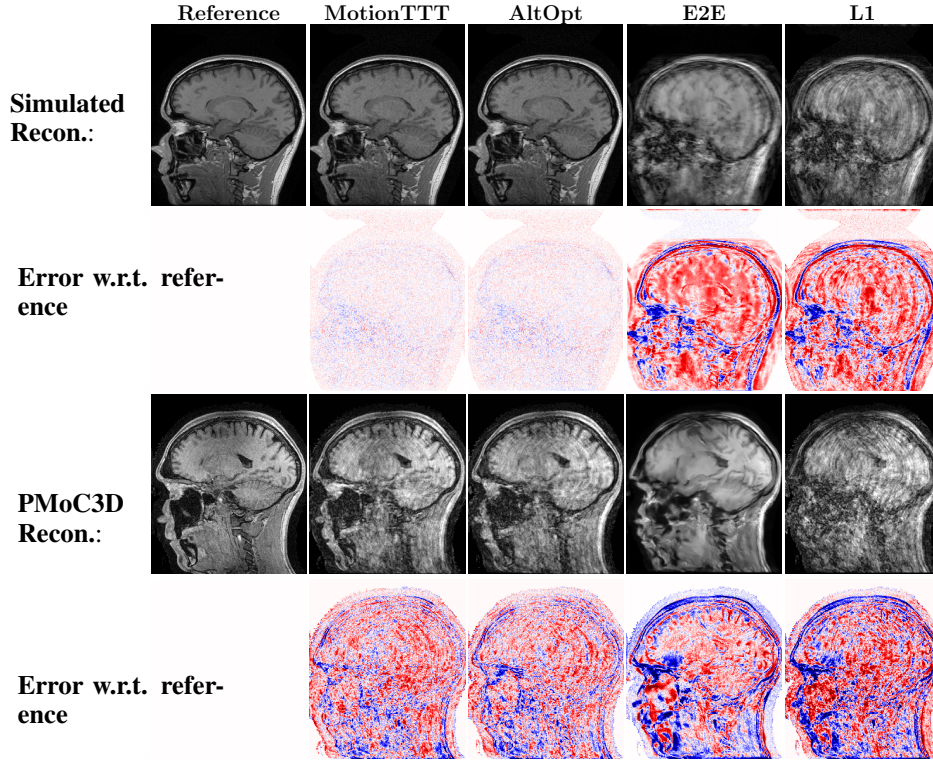 Reference MotionTTT AltOpt E2E L1
Simulated
Recon.:
Error w.r.t. refer-
ence
PMoC3D
Recon.:
Error w.r.t. refer-
ence